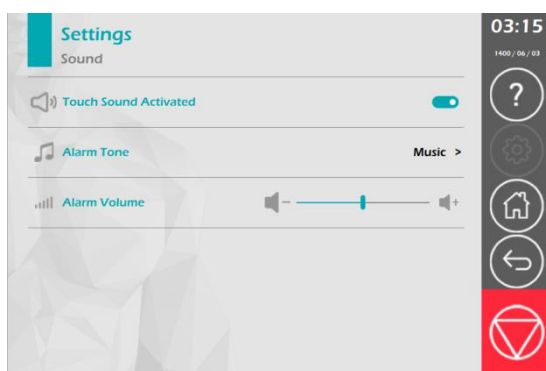 Settings
Sound
Touch Sound Activated
Alarm Tone
Music >
Alarm Volume
- +
03:15
1400 / 06 / 03
?